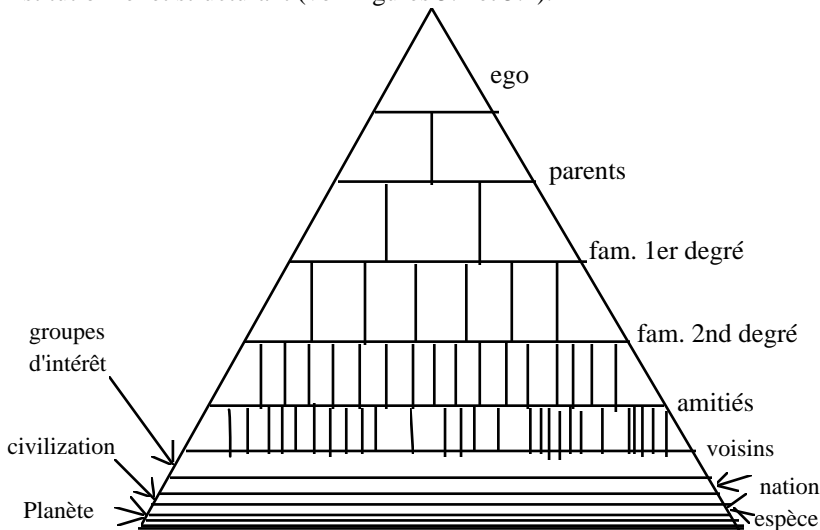 ego
parents
fam. 1er degré
fam. 2nd degré
groupes
d'intérêt
amitiés
civilization
voisins
nation
Planète
espèce